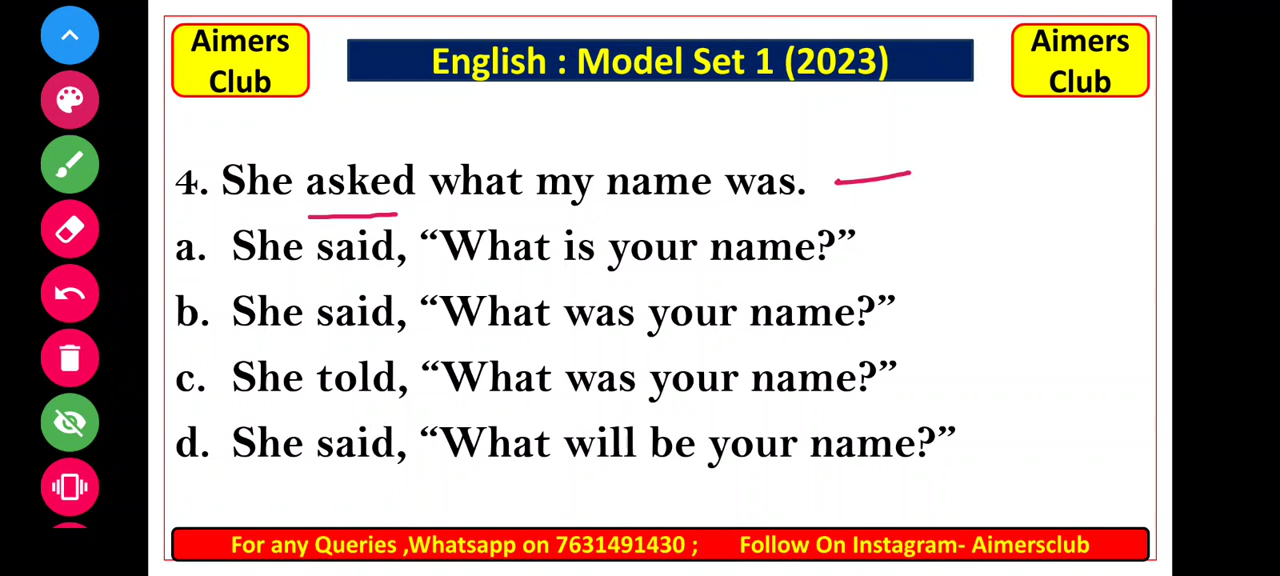 Aimers
Club
English : Model Set 1 (2023)
Aimers
Club
4. She asked what my name was.
a. She said, “What is your name?”
b. She said, “What was your name?”
c. She told, “What was your name?”
d. She said, “What will be your name?”
For any Queries ,Whatsapp on 7631491430 ; Follow On Instagram- Aimersclub